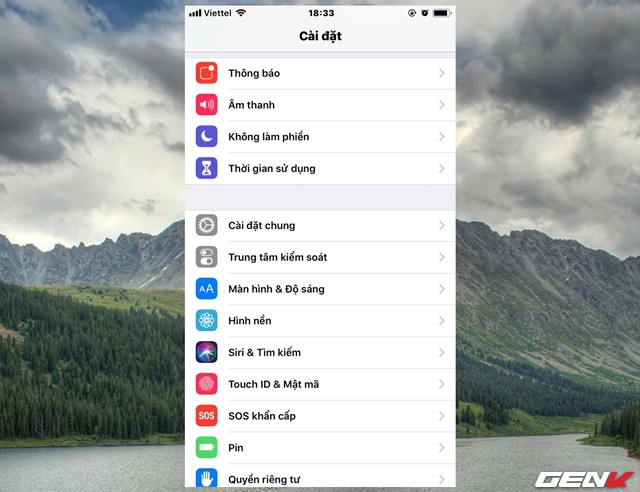 Viettel 18:33
Cài đặt
Thông báo
Âm thanh
Không làm phiền
Thời gian sử dụng
Cài đặt chung
Trung tâm kiểm soát
AA Màn hình & Độ sáng
Hình nền
Siri & Tìm kiếm
Touch ID & Mật mã
SOS SOS khẩn cấp
Pin
Quyền riêng tư
GENK